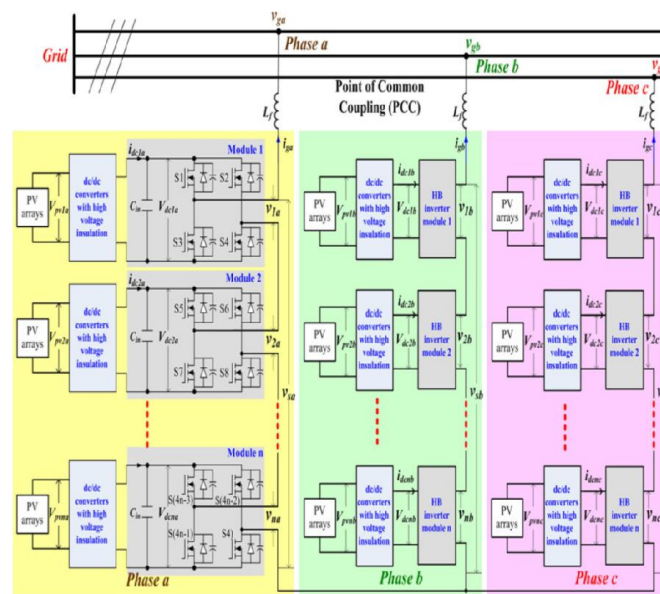 v_ga
Phase a
v_gb
Phase b
v_g
Phase c
Grid
Point of Common
Coupling (PCC)
L_f
L_f
L_f
i_ga
i_gb
i_gc
PV
arrays
V_pv1a
dc/dc
converters
with high
voltage
insulation
i_dc1a
C_in
V_dc1a
Module 1
S1
S2
S3
S4
v_1a
PV
arrays
V_pv2a
dc/dc
converters
with high
voltage
insulation
i_dc2a
C_in
V_dc2a
Module 2
S5
S6
S7
S8
v_2a
v_sa
PV
arrays
V_pvna
dc/dc
converters
with high
voltage
insulation
C_in
V_dcna
Module n
S(4n-3)
S(4n-2)
S(4n-1)
S4)
v_na
Phase a
PV
arrays
V_pv1b
dc/dc
converters
with high
voltage
insulation
i_dc1b
V_dc1b
HB
inverter
module 1
v_1b
PV
arrays
V_pv2b
dc/dc
converters
with high
voltage
insulation
i_dc2b
V_dc2b
HB
inverter
module 2
v_2b
v_sb
PV
arrays
V_pvnb
dc/dc
converters
with high
voltage
insulation
i_dcnb
V_dcnb
HB
inverter
module n
v_nb
Phase b
PV
arrays
V_pv1c
dc/dc
converters
with high
voltage
insulation
i_dc1c
V_dc1c
HB
inverter
module 1
v_1c
PV
arrays
V_pv2c
dc/dc
converters
with high
voltage
insulation
i_dc2c
V_dc2c
HB
inverter
module 2
v_2c
PV
arrays
V_pvnc
dc/dc
converters
with high
voltage
insulation
i_dcnc
V_dcnc
HB
inverter
module n
v_nc
Phase c